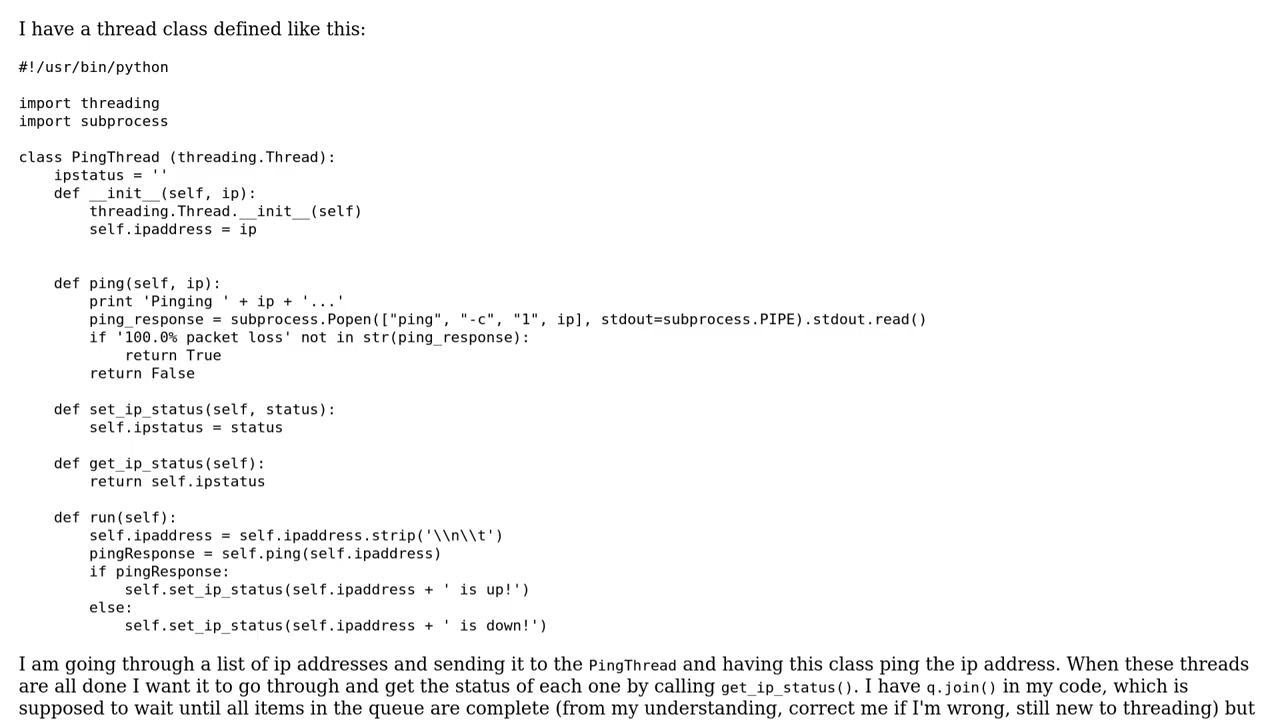 I have a thread class defined like this:
#!/usr/bin/python
import threading
import subprocess
class PingThread (threading.Thread):
    ipstatus = ''
    def __init__(self, ip):
        threading.Thread.__init__(self)
        self.ipaddress = ip
    def ping(self, ip):
        print 'Pinging ' + ip + '...'
        ping_response = subprocess.Popen(["ping", "-c", "1", ip], stdout=subprocess.PIPE).stdout.read()
        if '100.0% packet loss' not in str(ping_response):
            return True
        return False
    def set_ip_status(self, status):
        self.ipstatus = status
    def get_ip_status(self):
        return self.ipstatus
    def run(self):
        self.ipaddress = self.ipaddress.strip('\\n\\t')
        pingResponse = self.ping(self.ipaddress)
        if pingResponse:
            self.set_ip_status(self.ipaddress + ' is up!')
        else:
            self.set_ip_status(self.ipaddress + ' is down!')
I am going through a list of ip addresses and sending it to the PingThread and having this class ping the ip address. When these threads
are all done I want it to go through and get the status of each one by calling get_ip_status(). I have q.join() in my code, which is
supposed to wait until all items in the queue are complete (from my understanding, correct me if I'm wrong, still new to threading) but